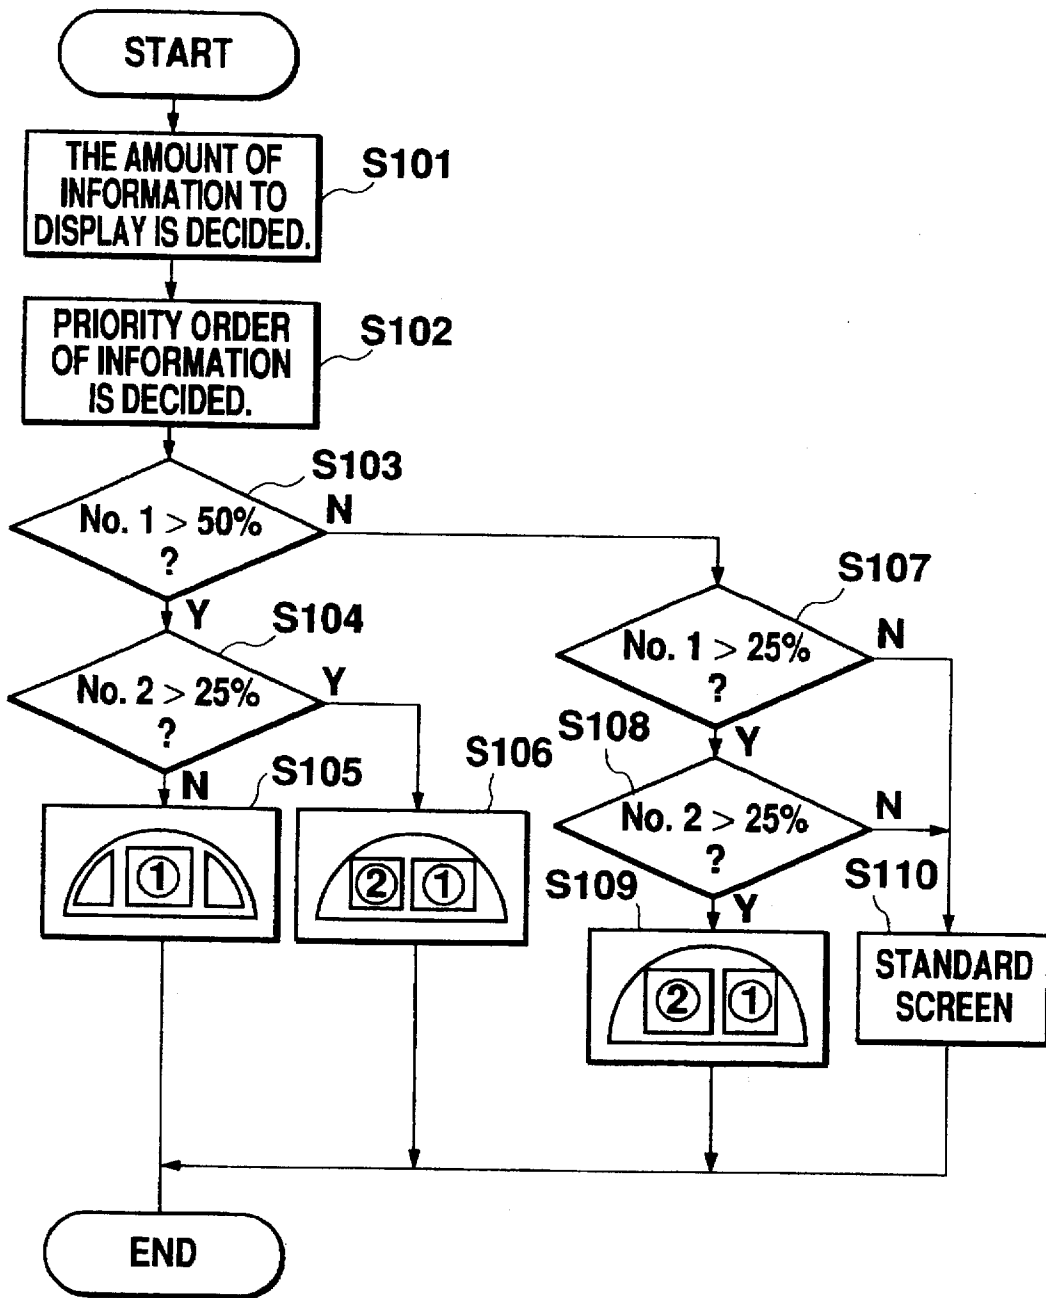 START
THE AMOUNT OF
INFORMATION TO
DISPLAY IS DECIDED.
S101
PRIORITY ORDER
OF INFORMATION
IS DECIDED.
S102
S103
No. 1 > 50%
?
N
Y
S104
No. 2 > 25%
?
Y
N
S107
No. 1 > 25%
?
N
Y
S108
No. 2 > 25%
?
N
Y
S105
①
S106
② ①
S109
② ①
S110
STANDARD
SCREEN
END